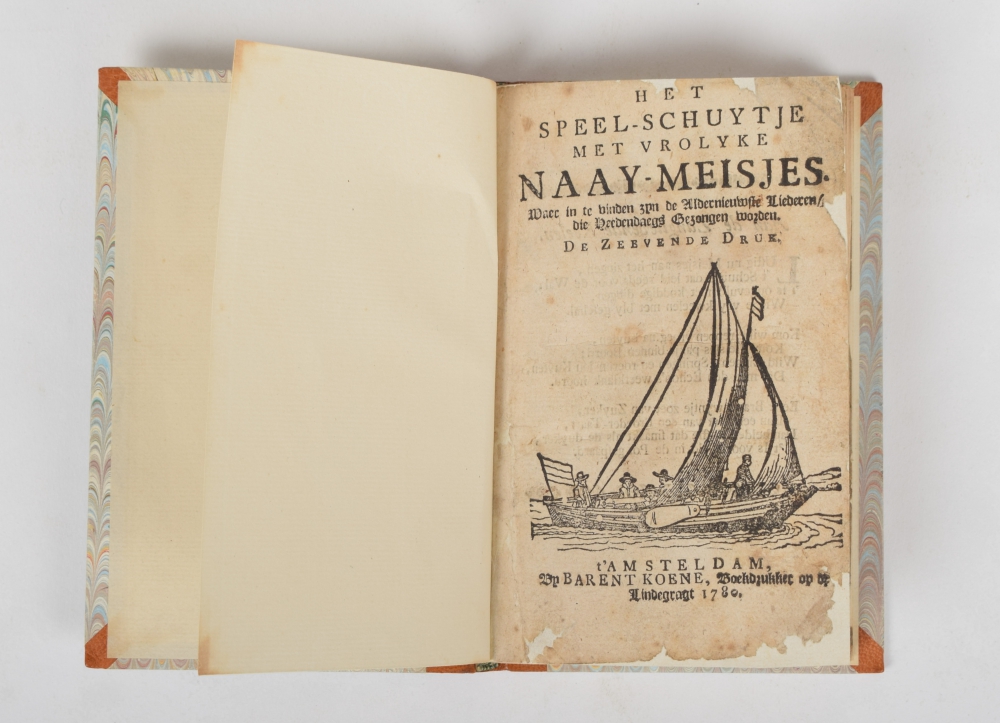 HET
SPEEL-SCHUYTJE
MET VROLYKE
NAAY-MEISJES.
Waer in te vinden zyn de Aldernieuwste Liederen/
die Heedendaegs Gezongen worden.
DE ZEEVENDE DRUK.
t'AMSTELDAM,
By BARENT KOENE, Boekdrukker op de
Lindegragt 1780.